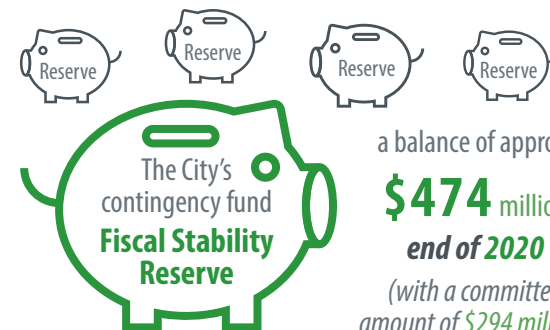 Reserve
Reserve
Reserve
Reserve
The City's
contingency fund
Fiscal Stability
Reserve
a balance of appro
$474 millio
end of 2020
(with a committe
amount of $294 mill